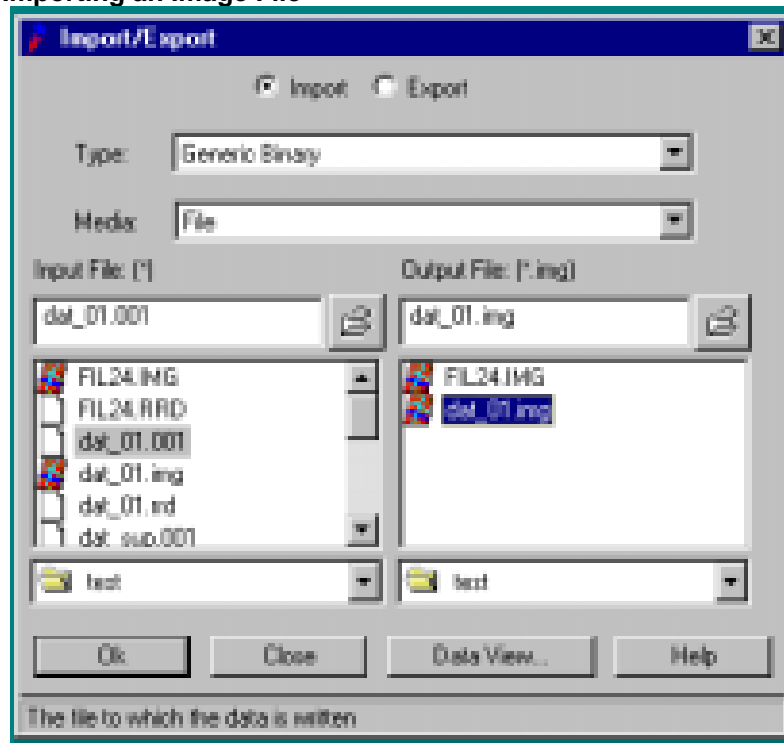 Importing an Image File
Import/Export
Import Export
Type: Generic Binary
Media: File
Input File: (*) Output File: (*.img)
dat_01.001 dat_01.img
FIL24.IMG FIL24.IMG
FIL24.RRD dat_01.img
dat_01.001
dat_01.img
dat_01.rrd
dat_sup.001
test test
Ok Close Data View... Help
The file to which the data is written